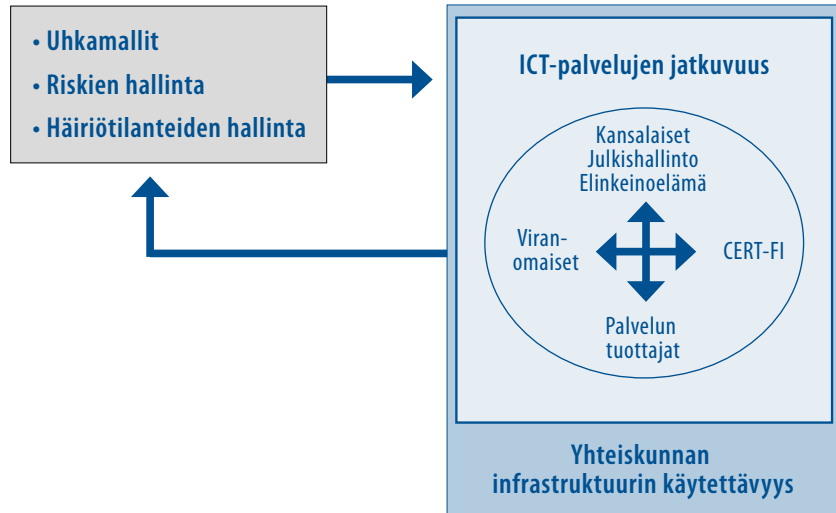 • Uhkamallit
• Riskien hallinta
• Häiriötilanteiden hallinta
ICT-palvelujen jatkuvuus
Kansalaiset
Julkishallinto
Elinkeinoelämä
Viran-
omaiset
CERT-FI
Palvelun
tuottajat
Yhteiskunnan
infrastruktuurin käytettävyys